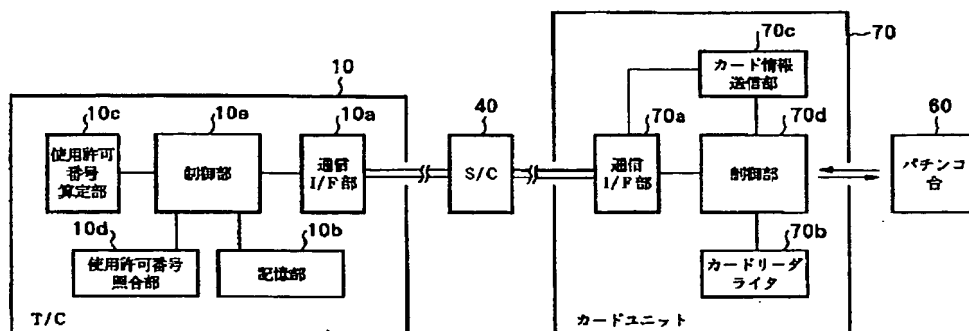 70
70c
カード情報
送信部
10
10c
10e
10a
40
70a
70d
60
使用許可
番号
算定部
制御部
通信
I/F部
S/C
通信
I/F部
制御部
パチンコ
台
10d
10b
70b
使用許可番号
照合部
記憶部
カードリーダ
ライタ
T/C
カードユニット